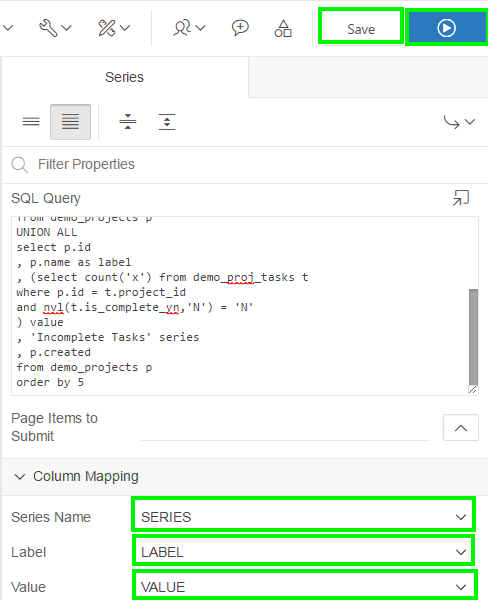 Save
Series
Filter Properties
SQL Query
from demo_projects p
UNION ALL
select p.id
, p.name as label
, (select count('x') from demo_proj_tasks t
where p.id = t.project_id
and nvl(t.is_complete_yn,'N') = 'N'
) value
, 'Incomplete Tasks' series
, p.created
from demo_projects p
order by 5
Page Items to
Submit
Column Mapping
Series Name SERIES
Label LABEL
Value VALUE